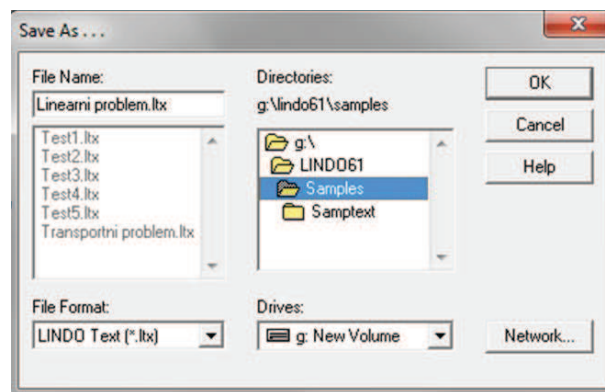 Save As . . .
File Name:
Linearni problem.ltx
Test1.ltx
Test2.ltx
Test3.ltx
Test4.ltx
Test5.ltx
Transportni problem.ltx
File Format:
LINDO Text (*.ltx)
Directories:
g:\lindo61\samples
g:\
LINDO61
Samples
Samptext
Drives:
g: New Volume
OK
Cancel
Help
Network...